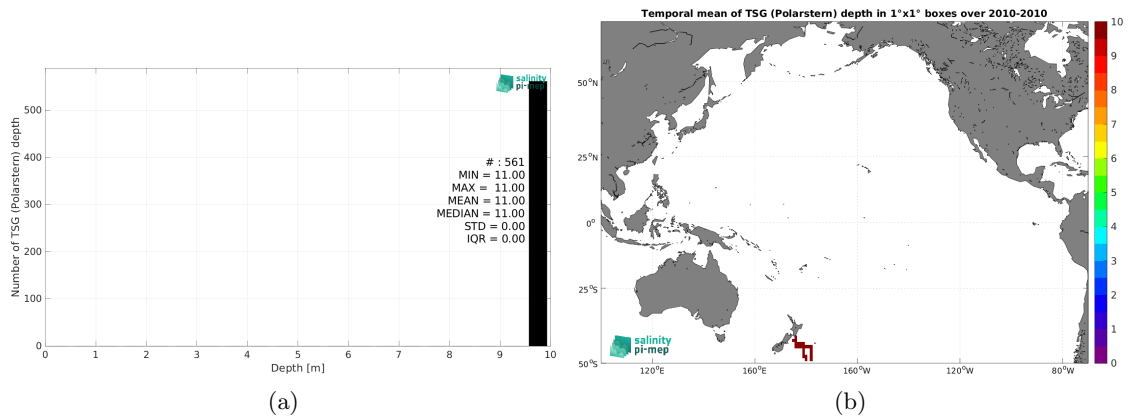 salinity
pi-mep
# : 561
MIN = 11.00
MAX = 11.00
MEAN = 11.00
MEDIAN = 11.00
STD = 0.00
IQR = 0.00
Number of TSG (Polarstern) depth
500
400
300
200
100
0
0 1 2 3 4 5 6 7 8 9 10
Depth [m]
(a)
Temporal mean of TSG (Polarstern) depth in 1°x1° boxes over 2010-2010
50°N
25°N
0°
25°S
50°S
120°E 160°E 160°W 120°W 80°W
salinity
pi-mep
10
9
8
7
6
5
4
3
2
1
0
(b)